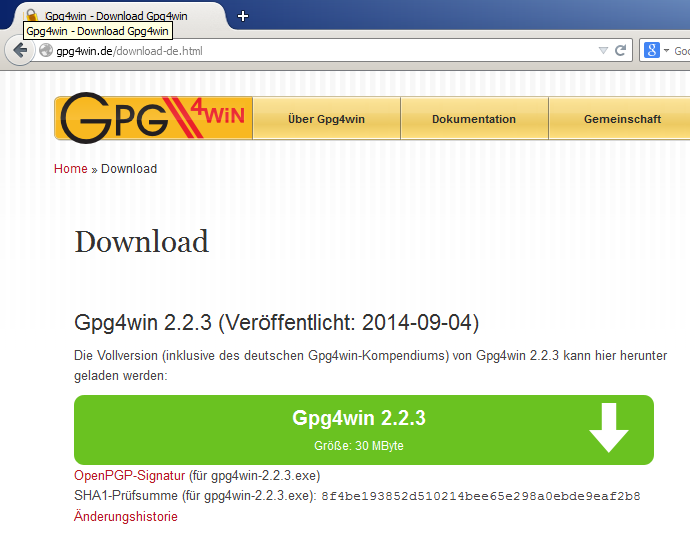 Gpg4win - Download Gpg4win
Gpg4win - Download Gpg4win
gpg4win.de/download-de.html
8 Goo
GPG4WiN
Über Gpg4win
Dokumentation
Gemeinschaft
Home » Download
Download
Gpg4win 2.2.3 (Veröffentlicht: 2014-09-04)
Die Vollversion (inklusive des deutschen Gpg4win-Kompendiums) von Gpg4win 2.2.3 kann hier herunter
geladen werden:
Gpg4win 2.2.3
Größe: 30 MByte
OpenPGP-Signatur (für gpg4win-2.2.3.exe)
SHA1-Prüfsumme (für gpg4win-2.2.3.exe): 8f4be193852d510214bee65e298a0ebde9eaf2b8
Änderungshistorie